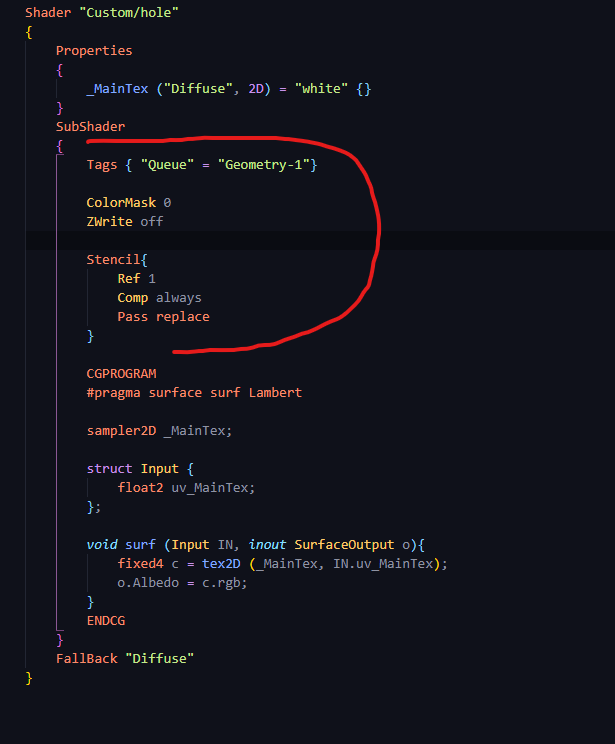 Shader "Custom/hole"
{
Properties
{
_MainTex ("Diffuse", 2D) = "white" {}
}
SubShader
{
Tags { "Queue" = "Geometry-1"}
ColorMask 0
ZWrite off
Stencil{
Ref 1
Comp always
Pass replace
}
CGPROGRAM
#pragma surface surf Lambert
sampler2D _MainTex;
struct Input {
float2 uv_MainTex;
};
void surf (Input IN, inout SurfaceOutput o){
fixed4 c = tex2D (_MainTex, IN.uv_MainTex);
o.Albedo = c.rgb;
}
ENDCG
}
FallBack "Diffuse"
}